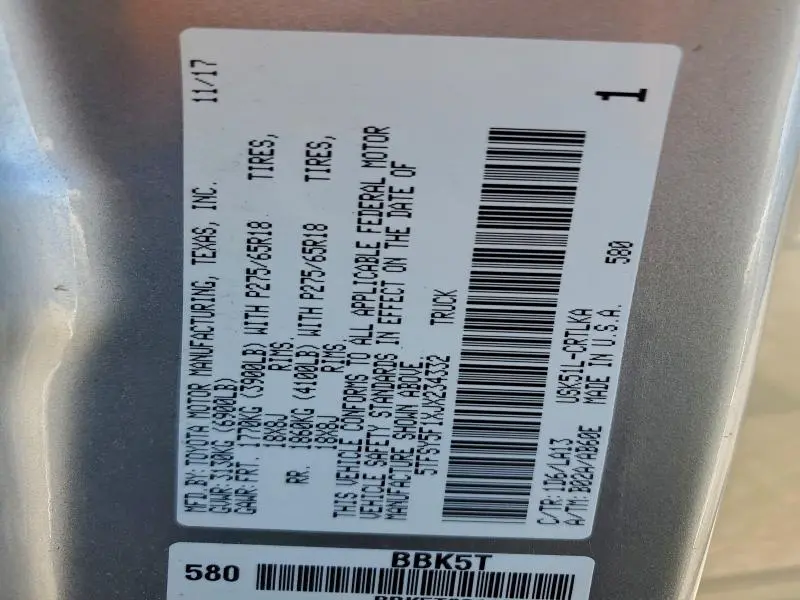 MFD. BY: TOYOTA MOTOR MANUFACTURING, TEXAS, INC. 11/17
GVWR: 3130KG (6900LB)
GAWR: FRT. 1770KG (3900LB) WITH P275/65R18 TIRES,
18X8J RIMS,
RR. 1860KG (4100LB) WITH P275/65R18 TIRES,
18X8J RIMS.
THIS VEHICLE CONFORMS TO ALL APPLICABLE FEDERAL MOTOR
VEHICLE SAFETY STANDARDS IN EFFECT ON THE DATE OF
MANUFACTURE SHOWN ABOVE.
5TFSY5F1XJX234332 TRUCK
C/TR: 1D6/LA13 USK51L-CRTLKA
A/TM: B02A/AB60E MADE IN U.S.A. 580
1
580 BBK5T